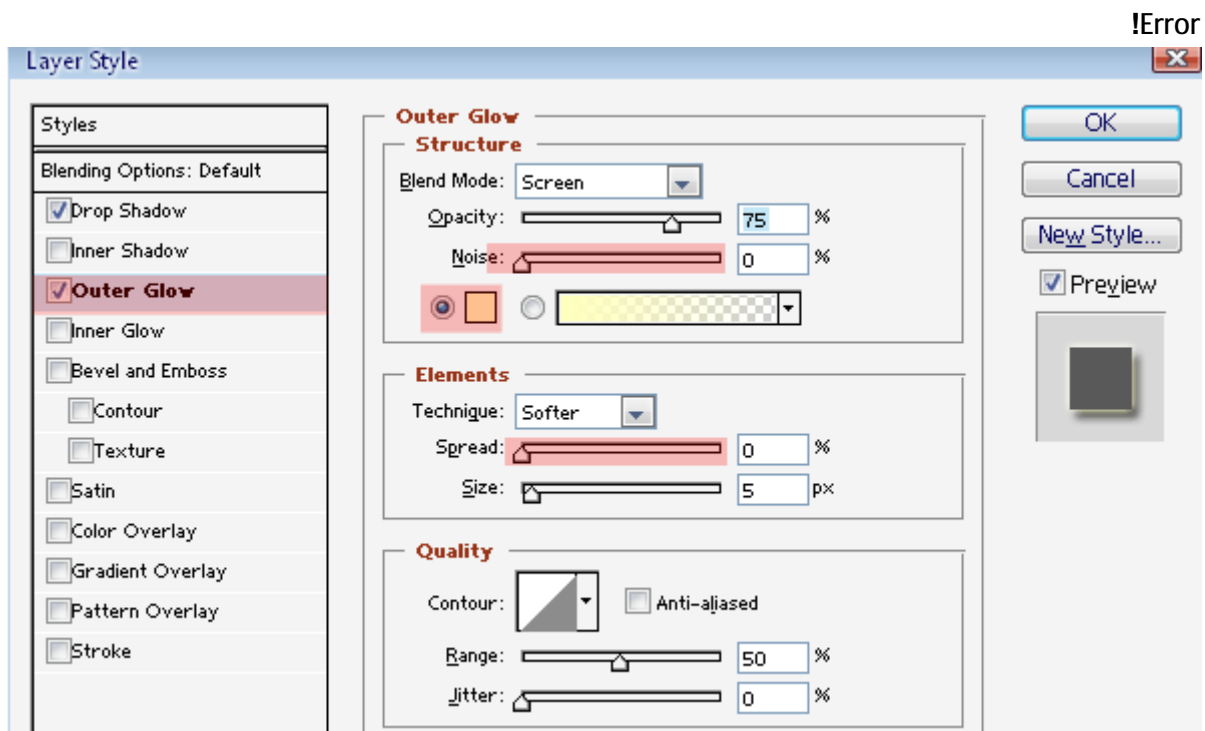 !Error
Layer Style
Styles
Blending Options: Default
Drop Shadow
Inner Shadow
Outer Glow
Inner Glow
Bevel and Emboss
Contour
Texture
Satin
Color Overlay
Gradient Overlay
Pattern Overlay
Stroke
Outer Glow
Structure
Blend Mode: Screen
Opacity: 75 %
Noise: 0 %
Elements
Technique: Softer
Spread: 0 %
Size: 5 px
Quality
Contour: Anti-aliased
Range: 50 %
Jitter: 0 %
OK
Cancel
New Style...
Preview